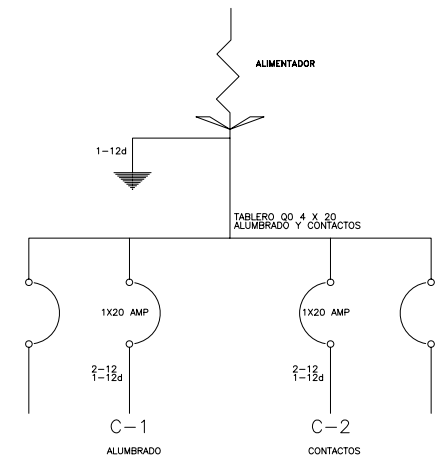 ALIMENTADOR
1-12d
TABLERO QO 4 X 20
ALUMBRADO Y CONTACTOS
1X20 AMP
1X20 AMP
2-12
1-12d
2-12
1-12d
C-1
C-2
ALUMBRADO
CONTACTOS